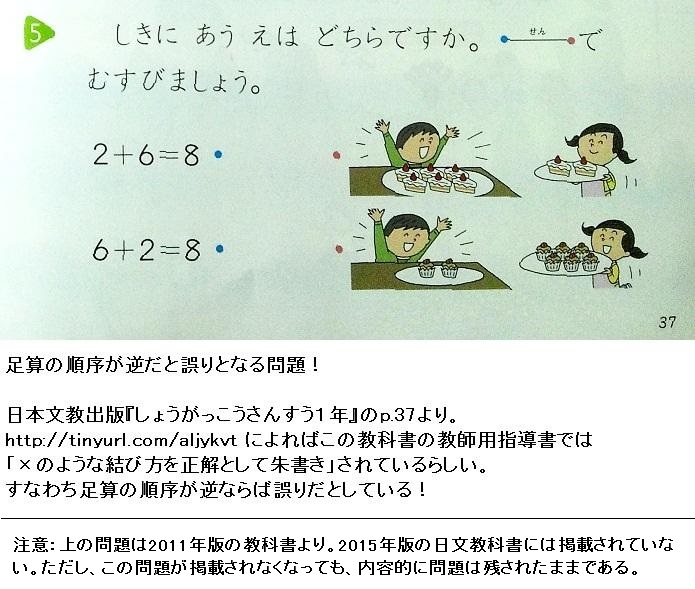 5 しきに あう えは どちらですか。 せん で
むすびましょう。
2+6=8
6+2=8
37
足算の順序が逆だと誤りとなる問題！
日本文教出版『しょうがっこうさんすう1年』のp.37より。
http://tinyurl.com/aljykvt によればこの教科書の教師用指導書では
「×のような結び方を正解として朱書き」されているらしい。
すなわち足算の順序が逆ならば誤りだとしている！
注意: 上の問題は2011年版の教科書より。2015年版の日文教科書には掲載されていな
い。ただし、この問題が掲載されなくなっても、内容的に問題は残されたままである。